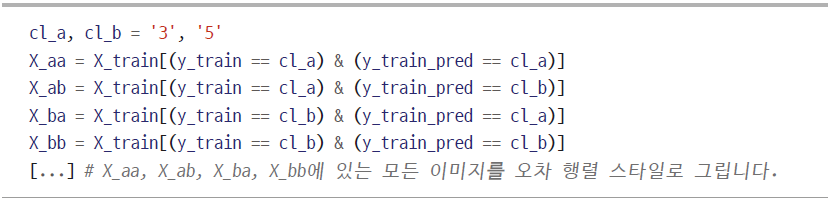 cl_a, cl_b = '3', '5'
X_aa = X_train[(y_train == cl_a) & (y_train_pred == cl_a)]
X_ab = X_train[(y_train == cl_a) & (y_train_pred == cl_b)]
X_ba = X_train[(y_train == cl_b) & (y_train_pred == cl_a)]
X_bb = X_train[(y_train == cl_b) & (y_train_pred == cl_b)]
[...] # X_aa, X_ab, X_ba, X_bb에 있는 모든 이미지를 오차 행렬 스타일로 그립니다.